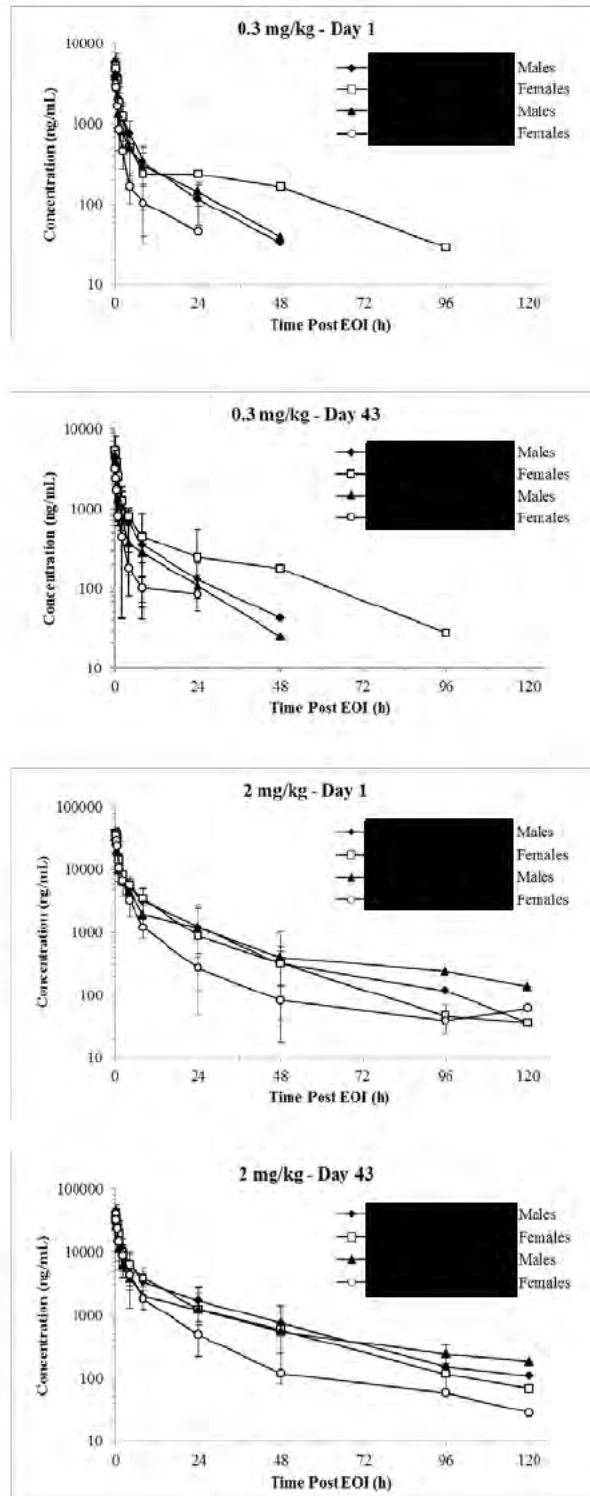 0.3 mg/kg - Day 1
Concentration (ng/mL)
10000
1000
100
10
Males
Females
Males
Females
0 24 48 72 96 120
Time Post EOI (h)
0.3 mg/kg - Day 43
Concentration (ng/mL)
10000
1000
100
10
Males
Females
Males
Females
0 24 48 72 96 120
Time Post EOI (h)
2 mg/kg - Day 1
Concentration (ng/mL)
100000
10000
1000
100
10
Males
Females
Males
Females
0 24 48 72 96 120
Time Post EOI (h)
2 mg/kg - Day 43
Concentration (ng/mL)
100000
10000
1000
100
10
Males
Females
Males
Females
0 24 48 72 96 120
Time Post EOI (h)